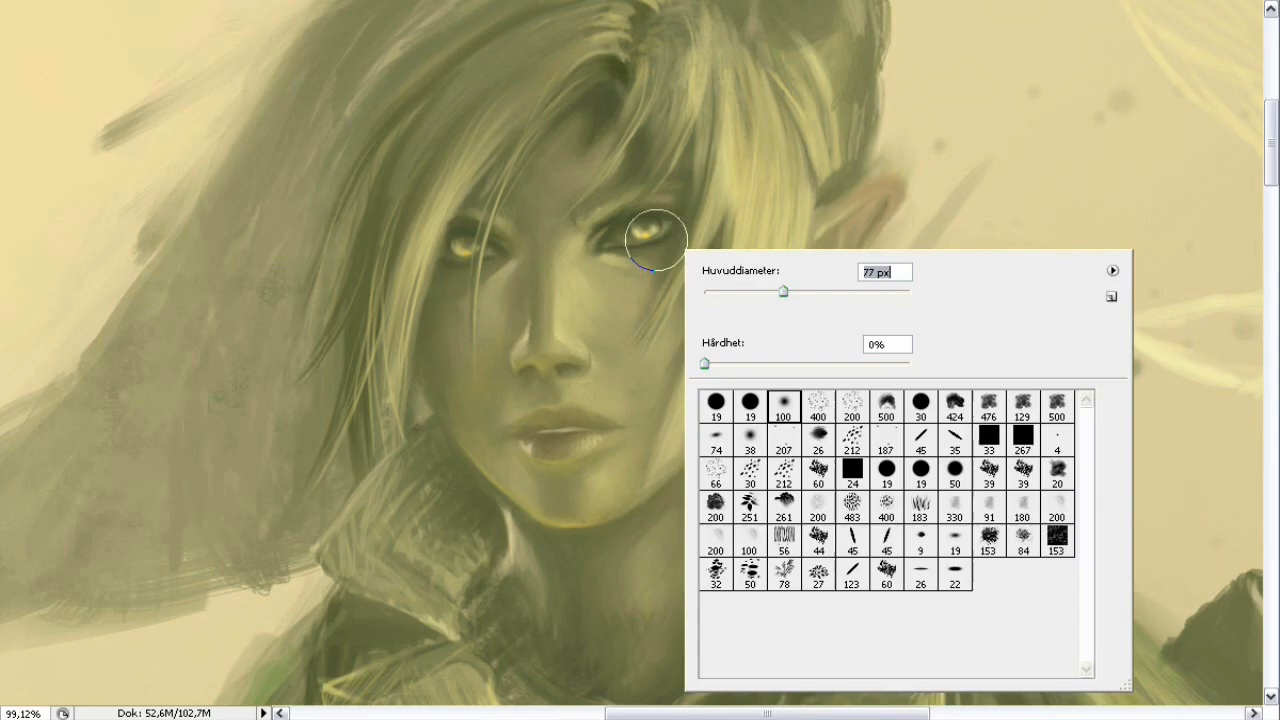 Huvuddiameter: 77 px
Hårdhet: 0%
19 19 100 400 200 500 30 424 476 129 500
74 38 207 26 212 187 45 35 33 267 4
66 30 212 60 24 19 19 50 39 39 20
200 251 261 200 483 400 183 330 91 180 200
200 100 56 44 45 45 9 19 153 84 153
32 50 78 27 123 60 26 22
99,12% Dok: 52,6M/102,7M